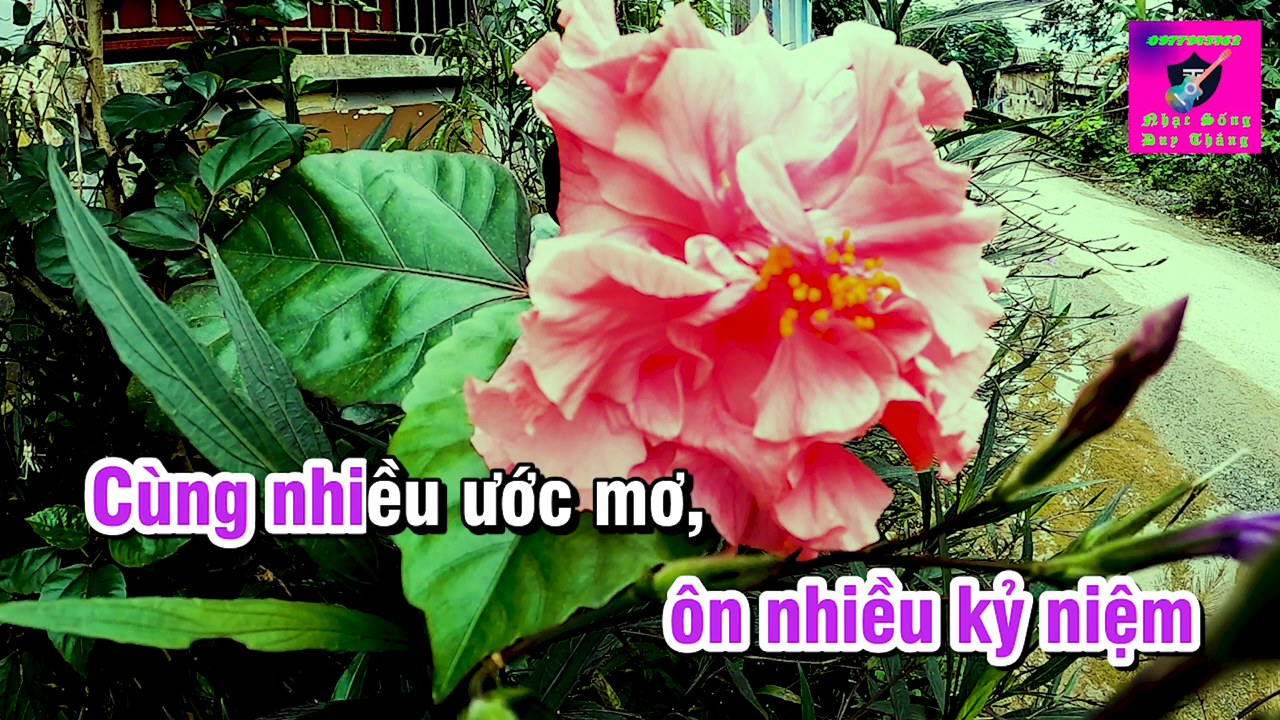 Nhạc Sống
Duy Thắng
Cùng nhiều ước mơ,
ôn nhiều kỷ niệm